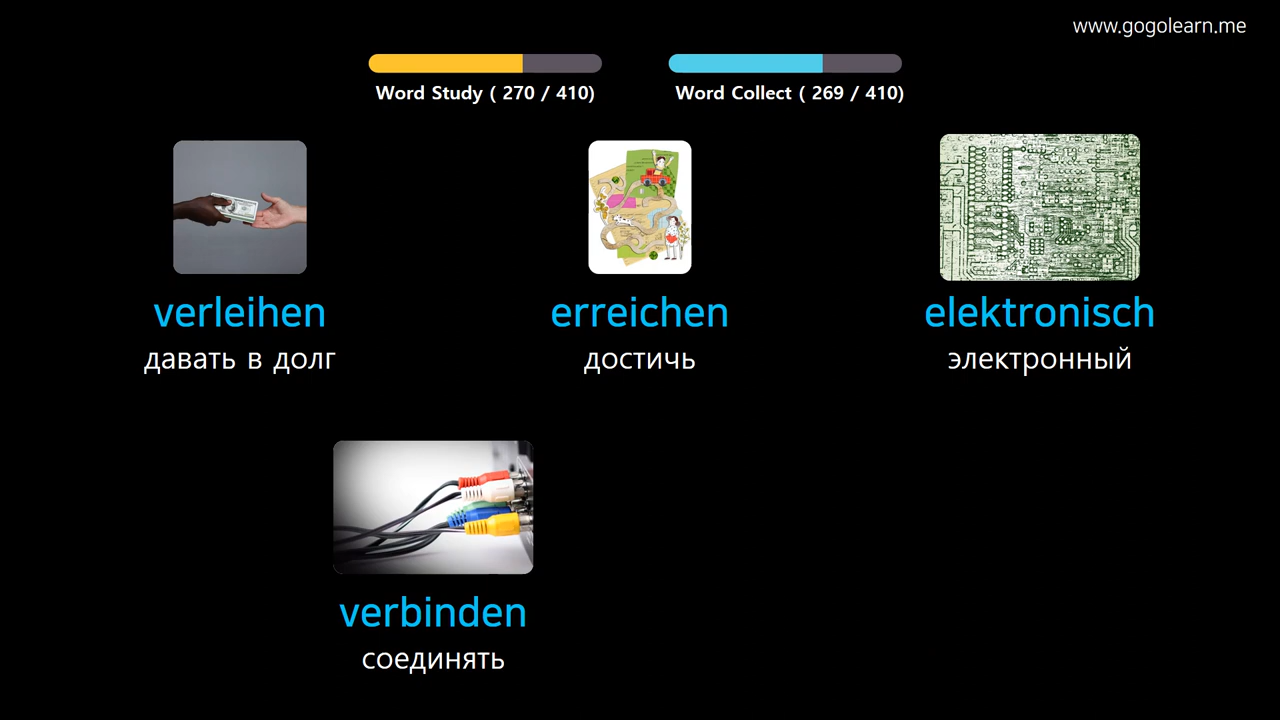 www.gogolearn.me
Word Study ( 270 / 410)
Word Collect ( 269 / 410)
verleihen
давать в долг
erreichen
достичь
elektronisch
электронный
verbinden
соединять